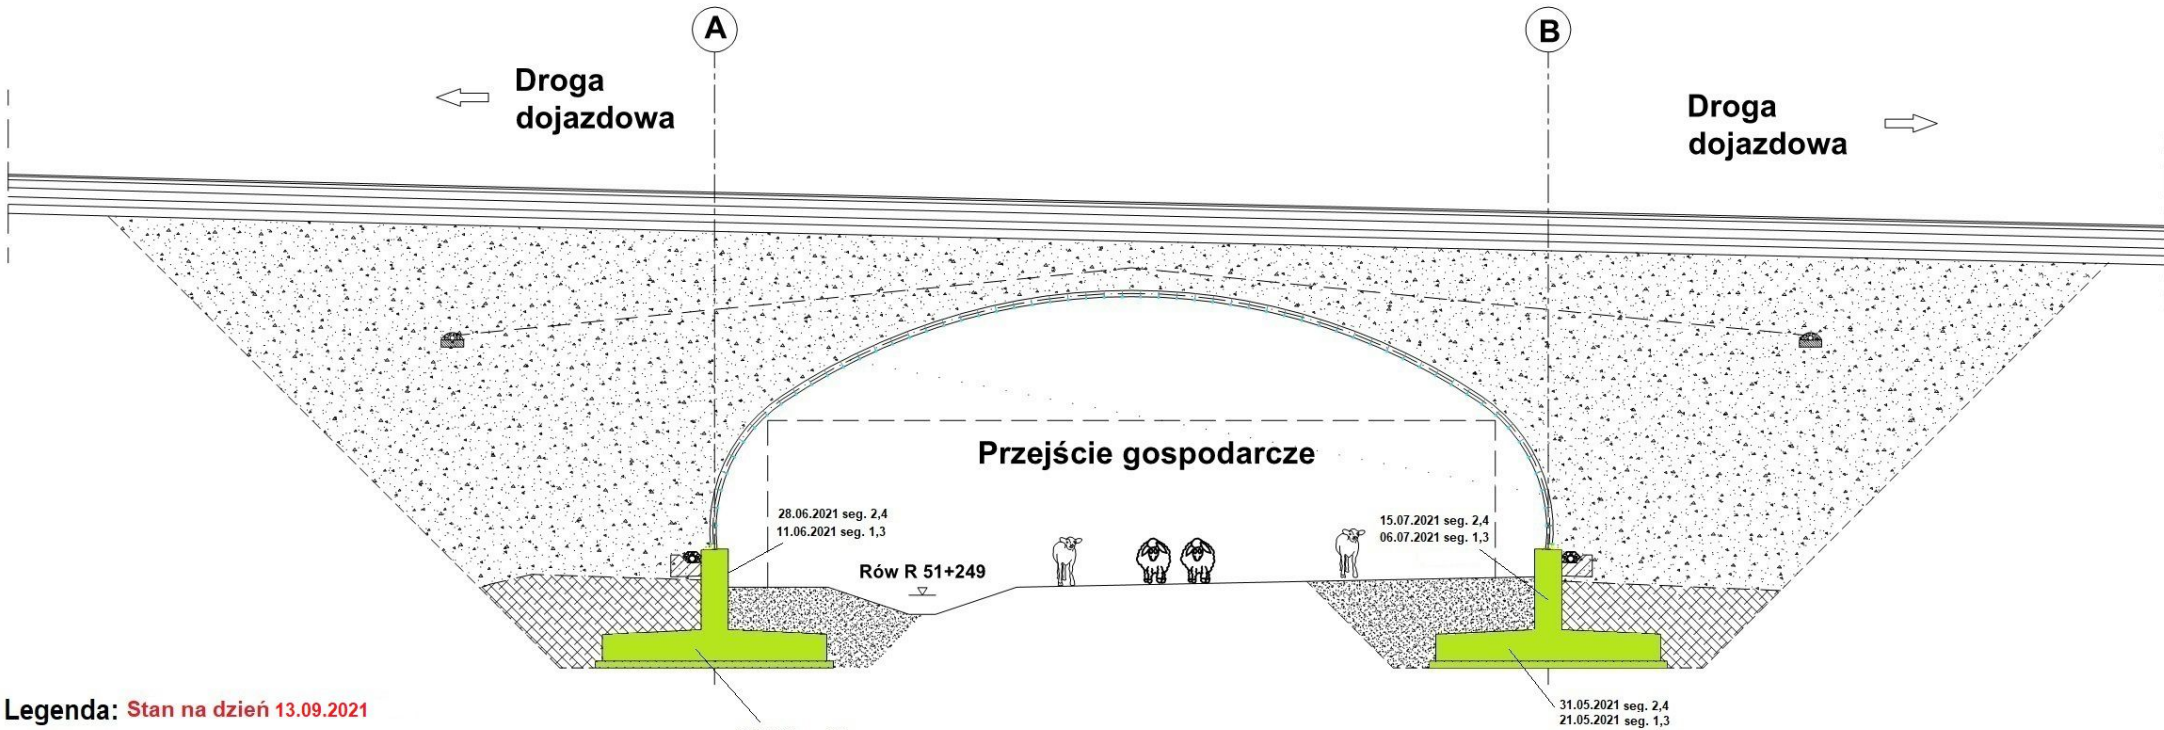 A
B
Droga
dojazdowa
Droga
dojazdowa
Przejście gospodarcze
28.06.2021 seg. 2,4
11.06.2021 seg. 1,3
15.07.2021 seg. 2,4
06.07.2021 seg. 1,3
Rów R 51+249
31.05.2021 seg. 2,4
21.05.2021 seg. 1,3
Legenda: Stan na dzień 13.09.2021